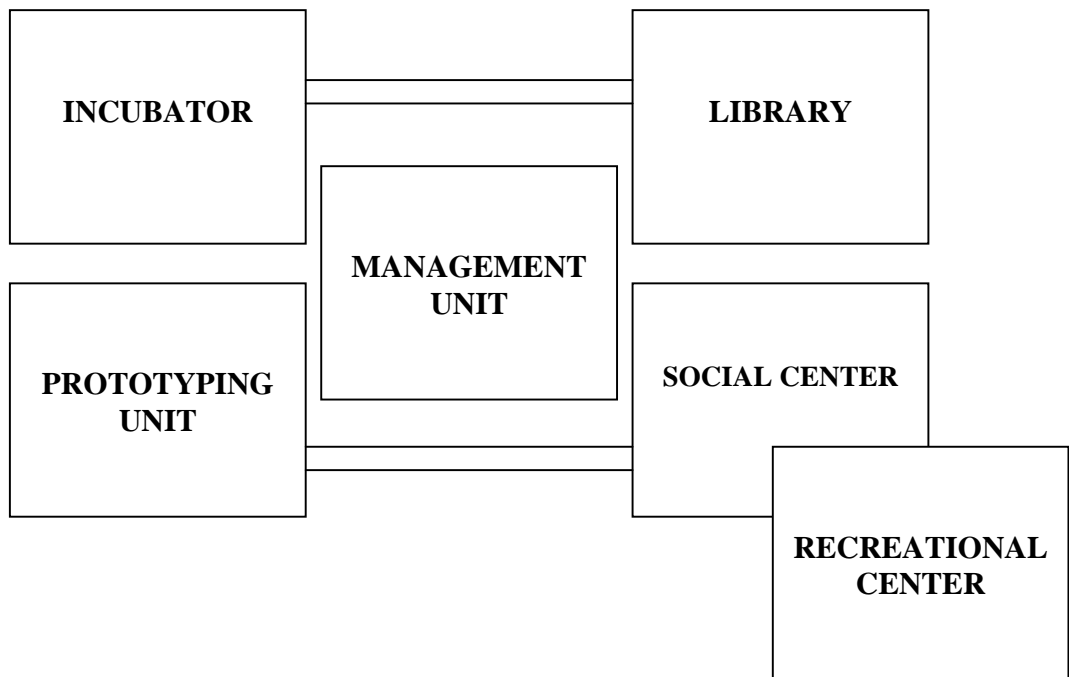 INCUBATOR
LIBRARY
MANAGEMENT
UNIT
PROTOTYPING
UNIT
SOCIAL CENTER
RECREATIONAL
CENTER